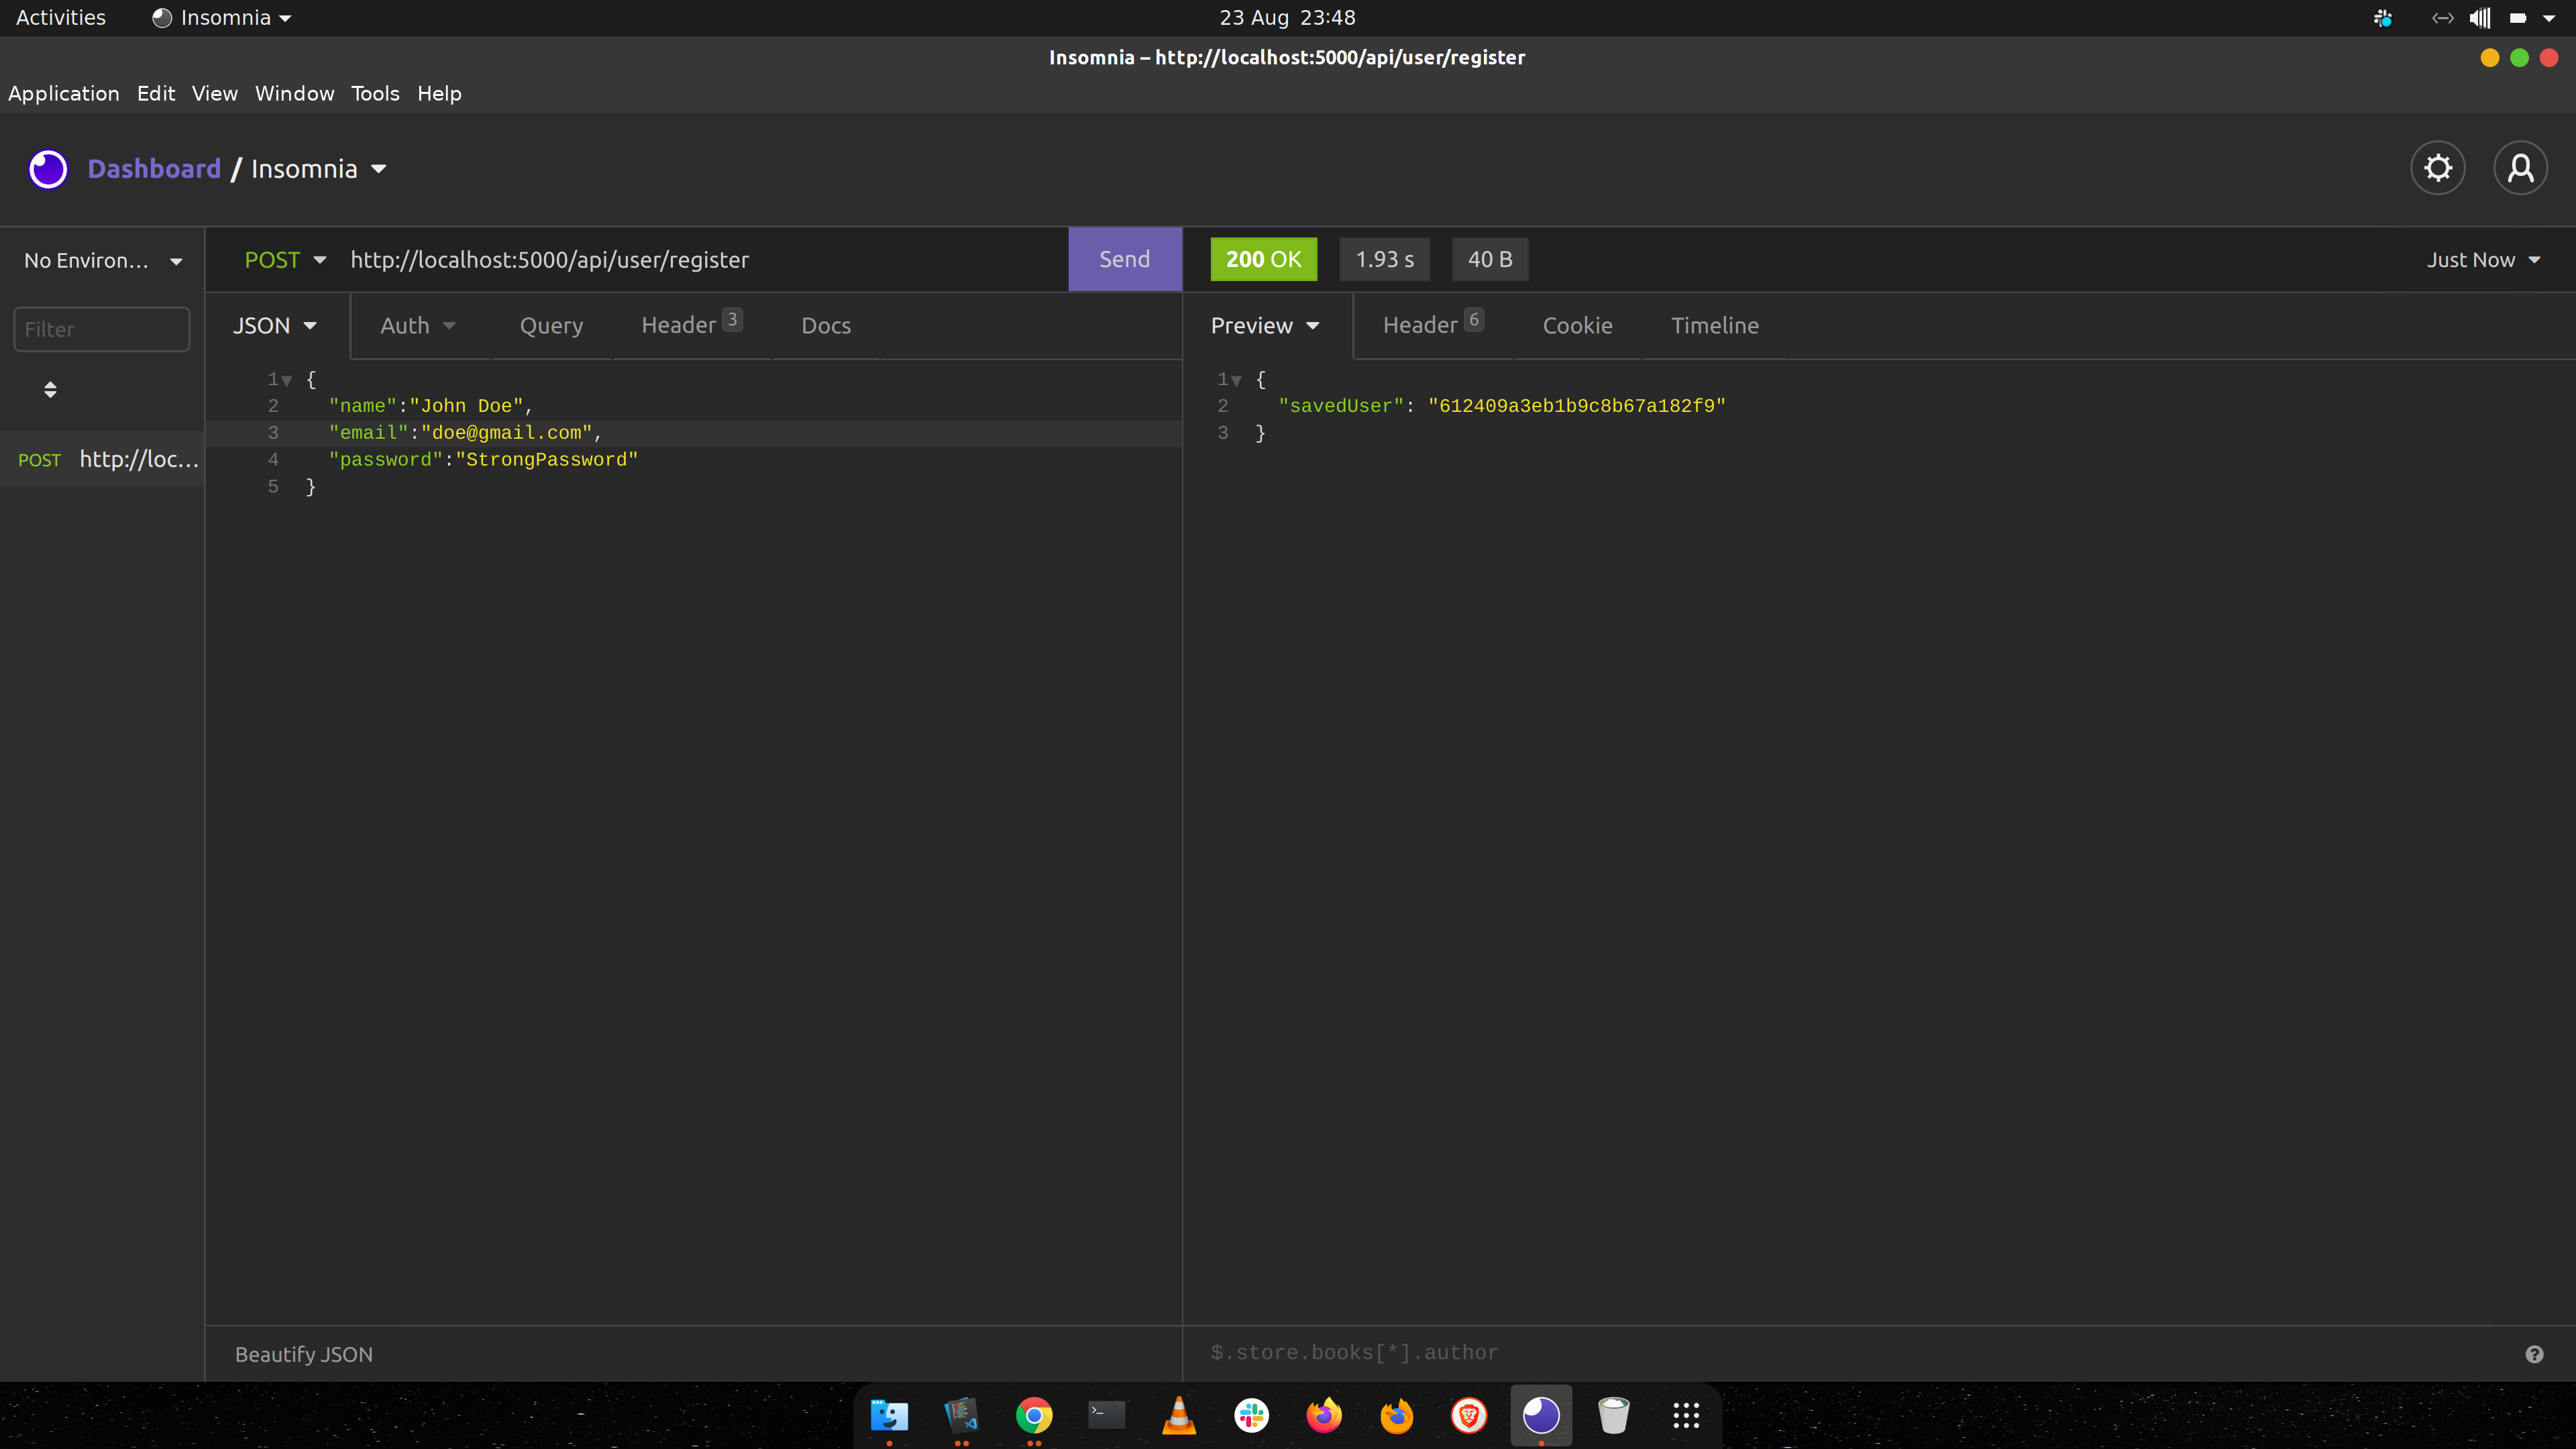 Activities Insomnia 23 Aug 23:48
Insomnia – http://localhost:5000/api/user/register
Application Edit View Window Tools Help
Dashboard / Insomnia
No Environ... POST http://localhost:5000/api/user/register Send 200 OK 1.93 s 40 B Just Now
Filter
JSON Auth Query Header 3 Docs
Preview Header 6 Cookie Timeline
POST http://loc...
1 {
2 "name":"John Doe",
3 "email":"doe@gmail.com",
4 "password":"StrongPassword"
5 }
1 {
2 "savedUser": "612409a3eb1b9c8b67a182f9"
3 }
Beautify JSON
$.store.books[*].author